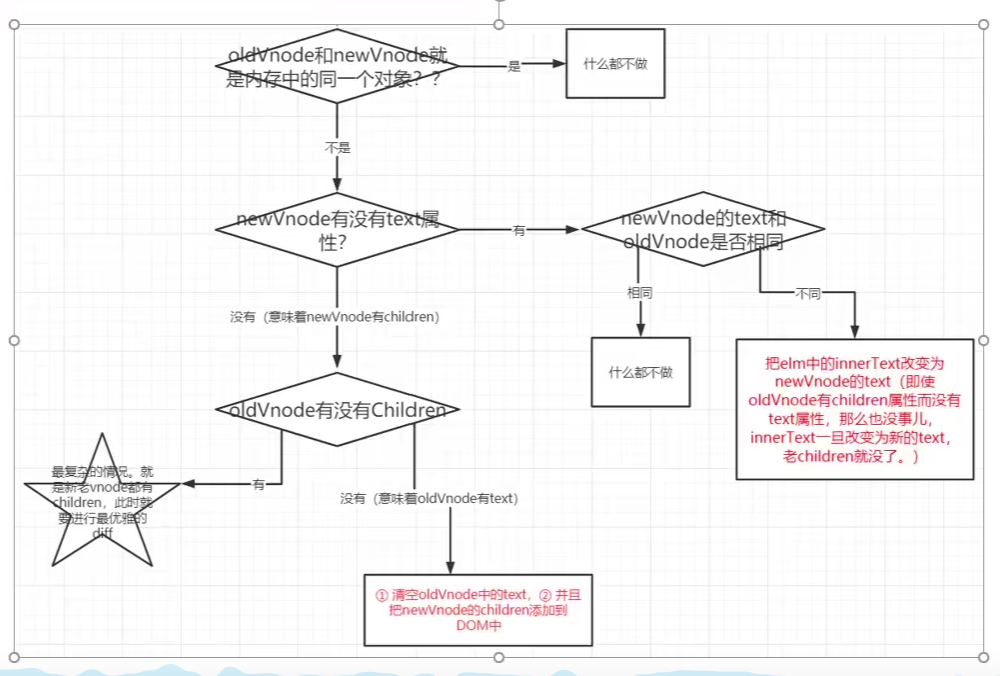 oldVnode和newVnode就
是内存中的同一个对象？？
是
什么都不做
不是
newVnode有没有text属
性？
有
newVnode的text和
oldVnode是否相同
相同
不同
没有（意味着newVnode有children）
什么都不做
把elm中的innerText改变为
newVnode的text（即使
oldVnode有children属性而没有
text属性，那么也没事儿，
innerText一旦改变为新的text，
老children就没了。）
oldVnode有没有Children
有
最复杂的情况。就
是新老vnode都有
children，此时就
要进行最优雅的
diff
没有（意味着oldVnode有text）
① 清空oldVnode中的text，② 并且
把newVnode的children添加到
DOM中